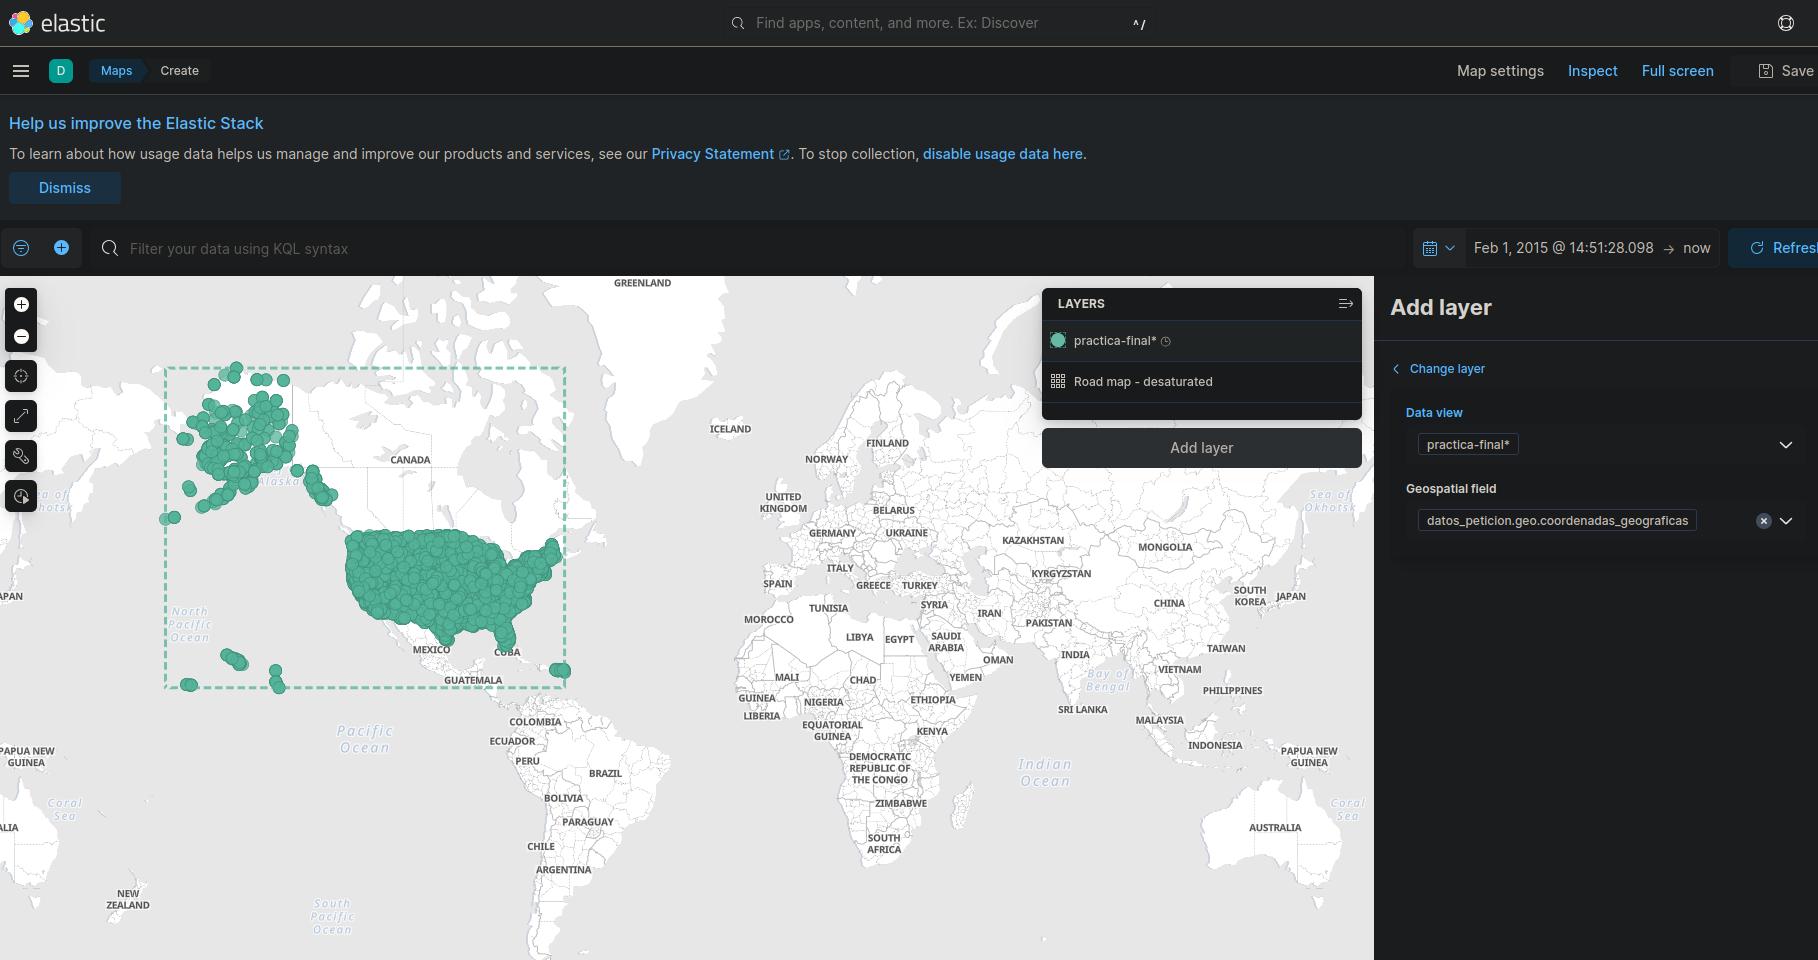 elastic
Find apps, content, and more. Ex: Discover
^/
D
Maps
Create
Map settings
Inspect
Full screen
Save
Help us improve the Elastic Stack
To learn about how usage data helps us manage and improve our products and services, see our Privacy Statement. To stop collection, disable usage data here.
Dismiss
Filter your data using KQL syntax
Feb 1, 2015 @ 14:51:28.098 → now
Refresh
LAYERS
practica-final*
Road map - desaturated
Add layer
Add layer
Change layer
Data view
practica-final*
Geospatial field
datos_peticion.geo.coordenadas_geograficas
GREENLAND
ICELAND
FINLAND
NORWAY
CANADA
Alaska
UNITED
KINGDOM
BELARUS
Sea of
Okhotsk
GERMANY
UKRAINE
KAZAKHSTAN
MONGOLIA
ITALY
KYRGYZSTAN
SPAIN
GREECE
TURKEY
SOUTH
KOREA
JAPAN
APAN
TUNISIA
SYRIA
IRAN
CHINA
MOROCCO
PAKISTAN
North
Pacific
Ocean
LIBYA
EGYPT
SAUDI
ARABIA
MEXICO
CUBA
OMAN
INDIA
TAIWAN
GUATEMALA
MALI
CHAD
YEMEN
Bay of
Bengal
VIETNAM
PHILIPPINES
GUINEA
NIGERIA
ETHIOPIA
LIBERIA
SRI LANKA
COLOMBIA
EQUATORIAL
GUINEA
KENYA
MALAYSIA
Pacific
Ocean
ECUADOR
INDONESIA
PAPUA NEW
GUINEA
PAPUA NEW
GUINEA
PERU
DEMOCRATIC
REPUBLIC OF
THE CONGO
BRAZIL
Indian
Ocean
BOLIVIA
ZIMBABWE
Coral
Sea
Coral
Sea
PARAGUAY
ALIA
AUSTRALIA
CHILE
SOUTH
AFRICA
ARGENTINA
NEW
ZEALAND
South
Pacific
Ocean